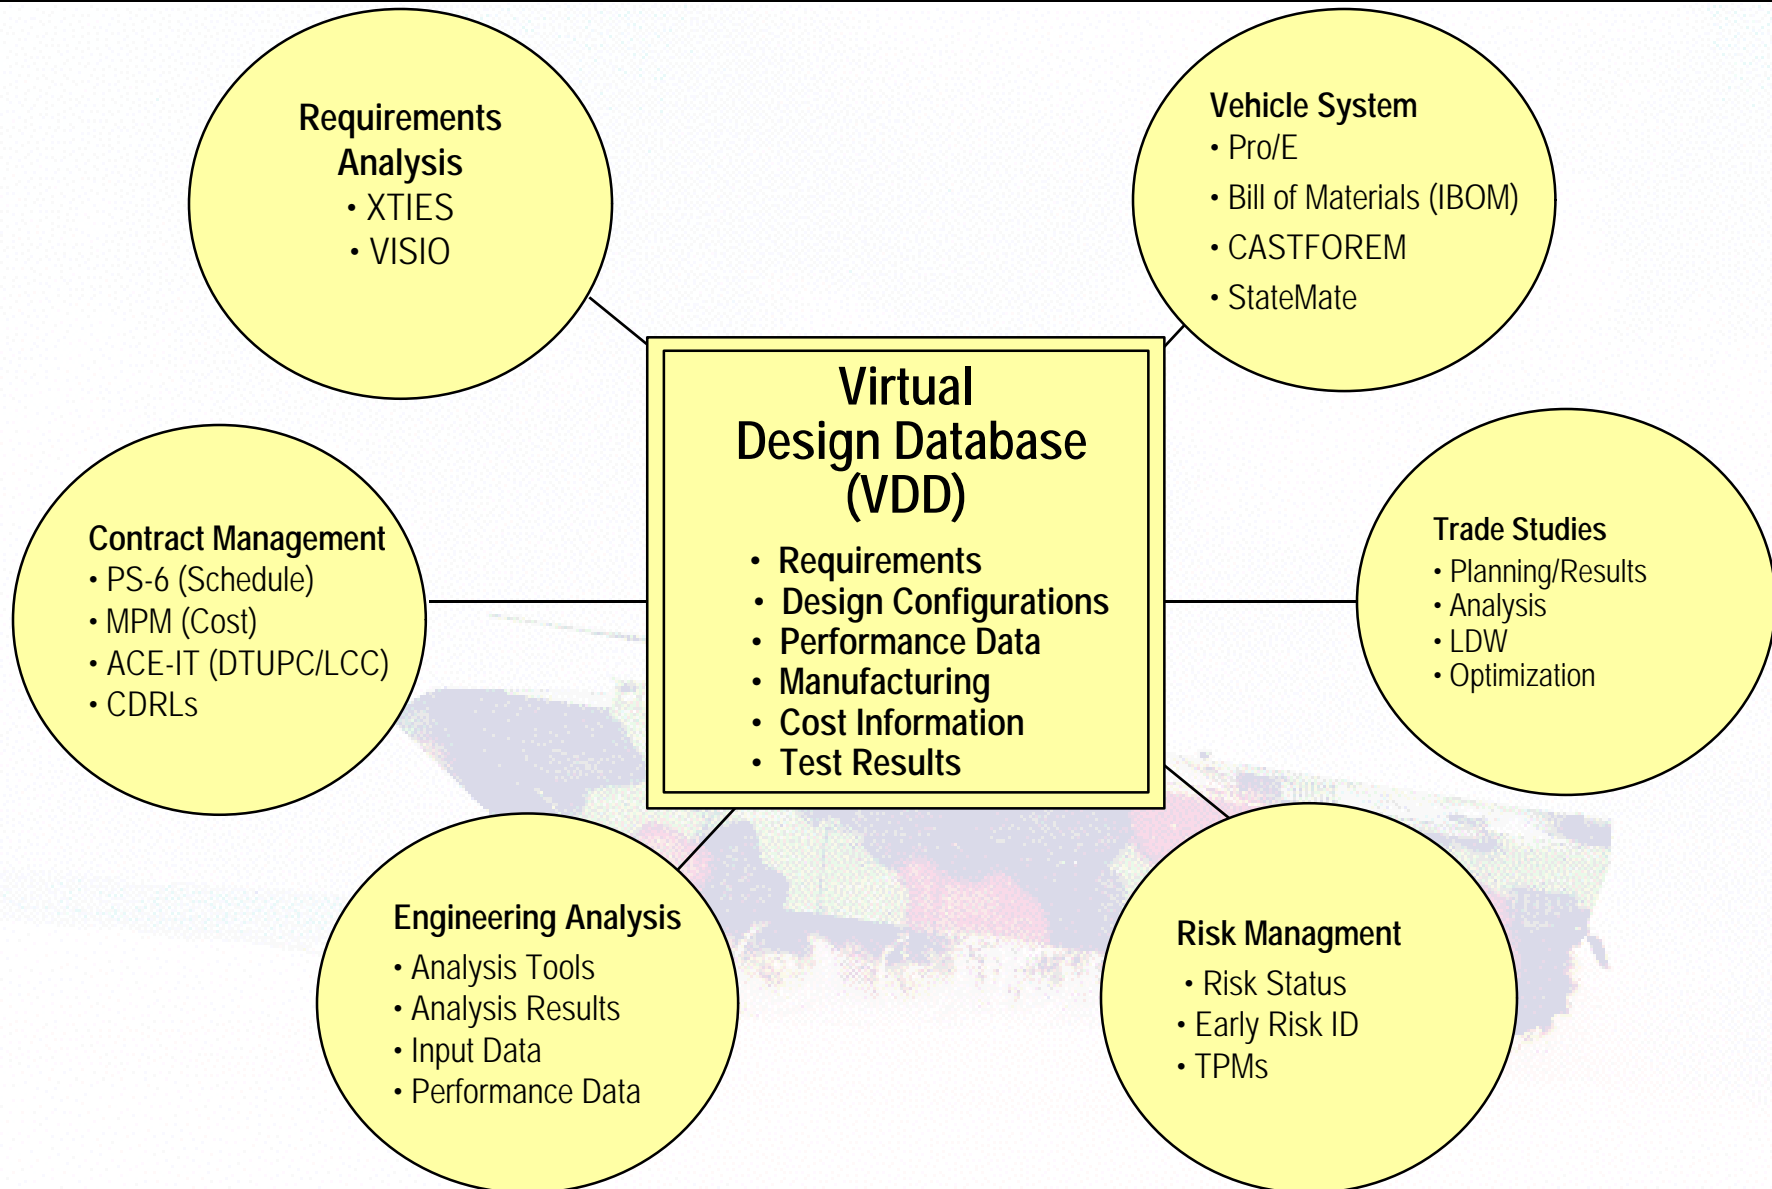 Requirements
Analysis
• XTIES
• VISIO
Vehicle System
• Pro/E
• Bill of Materials (IBOM)
• CASTFOREM
• StateMate
Virtual
Design Database
(VDD)
• Requirements
• Design Configurations
• Performance Data
• Manufacturing
• Cost Information
• Test Results
Contract Management
• PS-6 (Schedule)
• MPM (Cost)
• ACE-IT (DTUPC/LCC)
• CDRLs
Trade Studies
• Planning/Results
• Analysis
• LDW
• Optimization
Engineering Analysis
• Analysis Tools
• Analysis Results
• Input Data
• Performance Data
Risk Managment
• Risk Status
• Early Risk ID
• TPMs